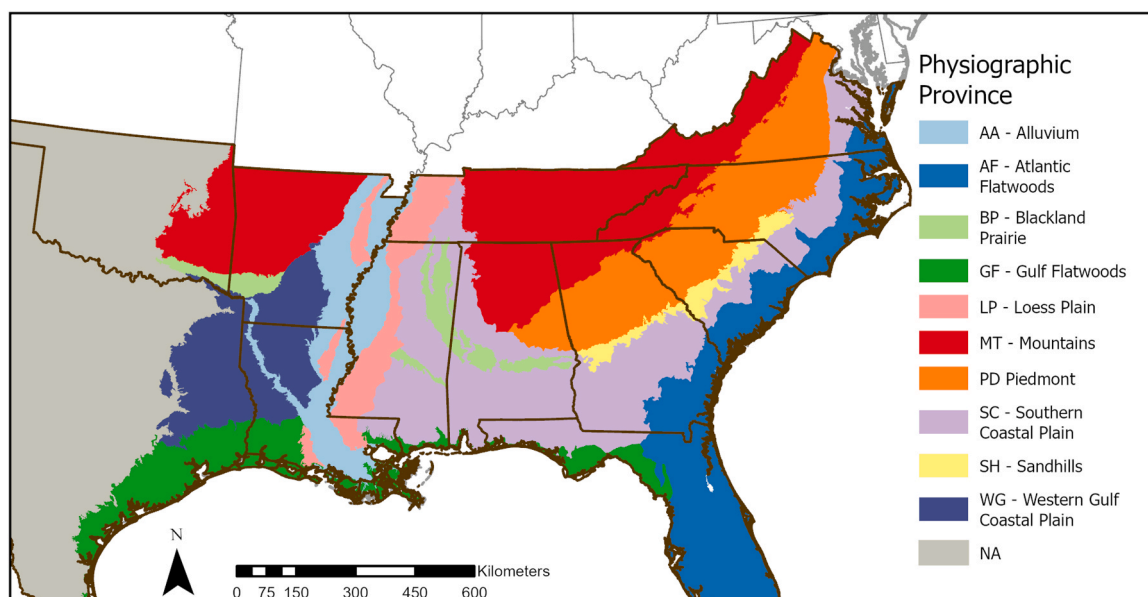 Physiographic
Province
AA - Alluvium
AF - Atlantic
Flatwoods
BP - Blackland
Prairie
GF - Gulf Flatwoods
LP - Loess Plain
MT - Mountains
PD Piedmont
SC - Southern
Coastal Plain
SH - Sandhills
WG - Western Gulf
Coastal Plain
NA
N
Kilometers
0 75 150 300 450 600